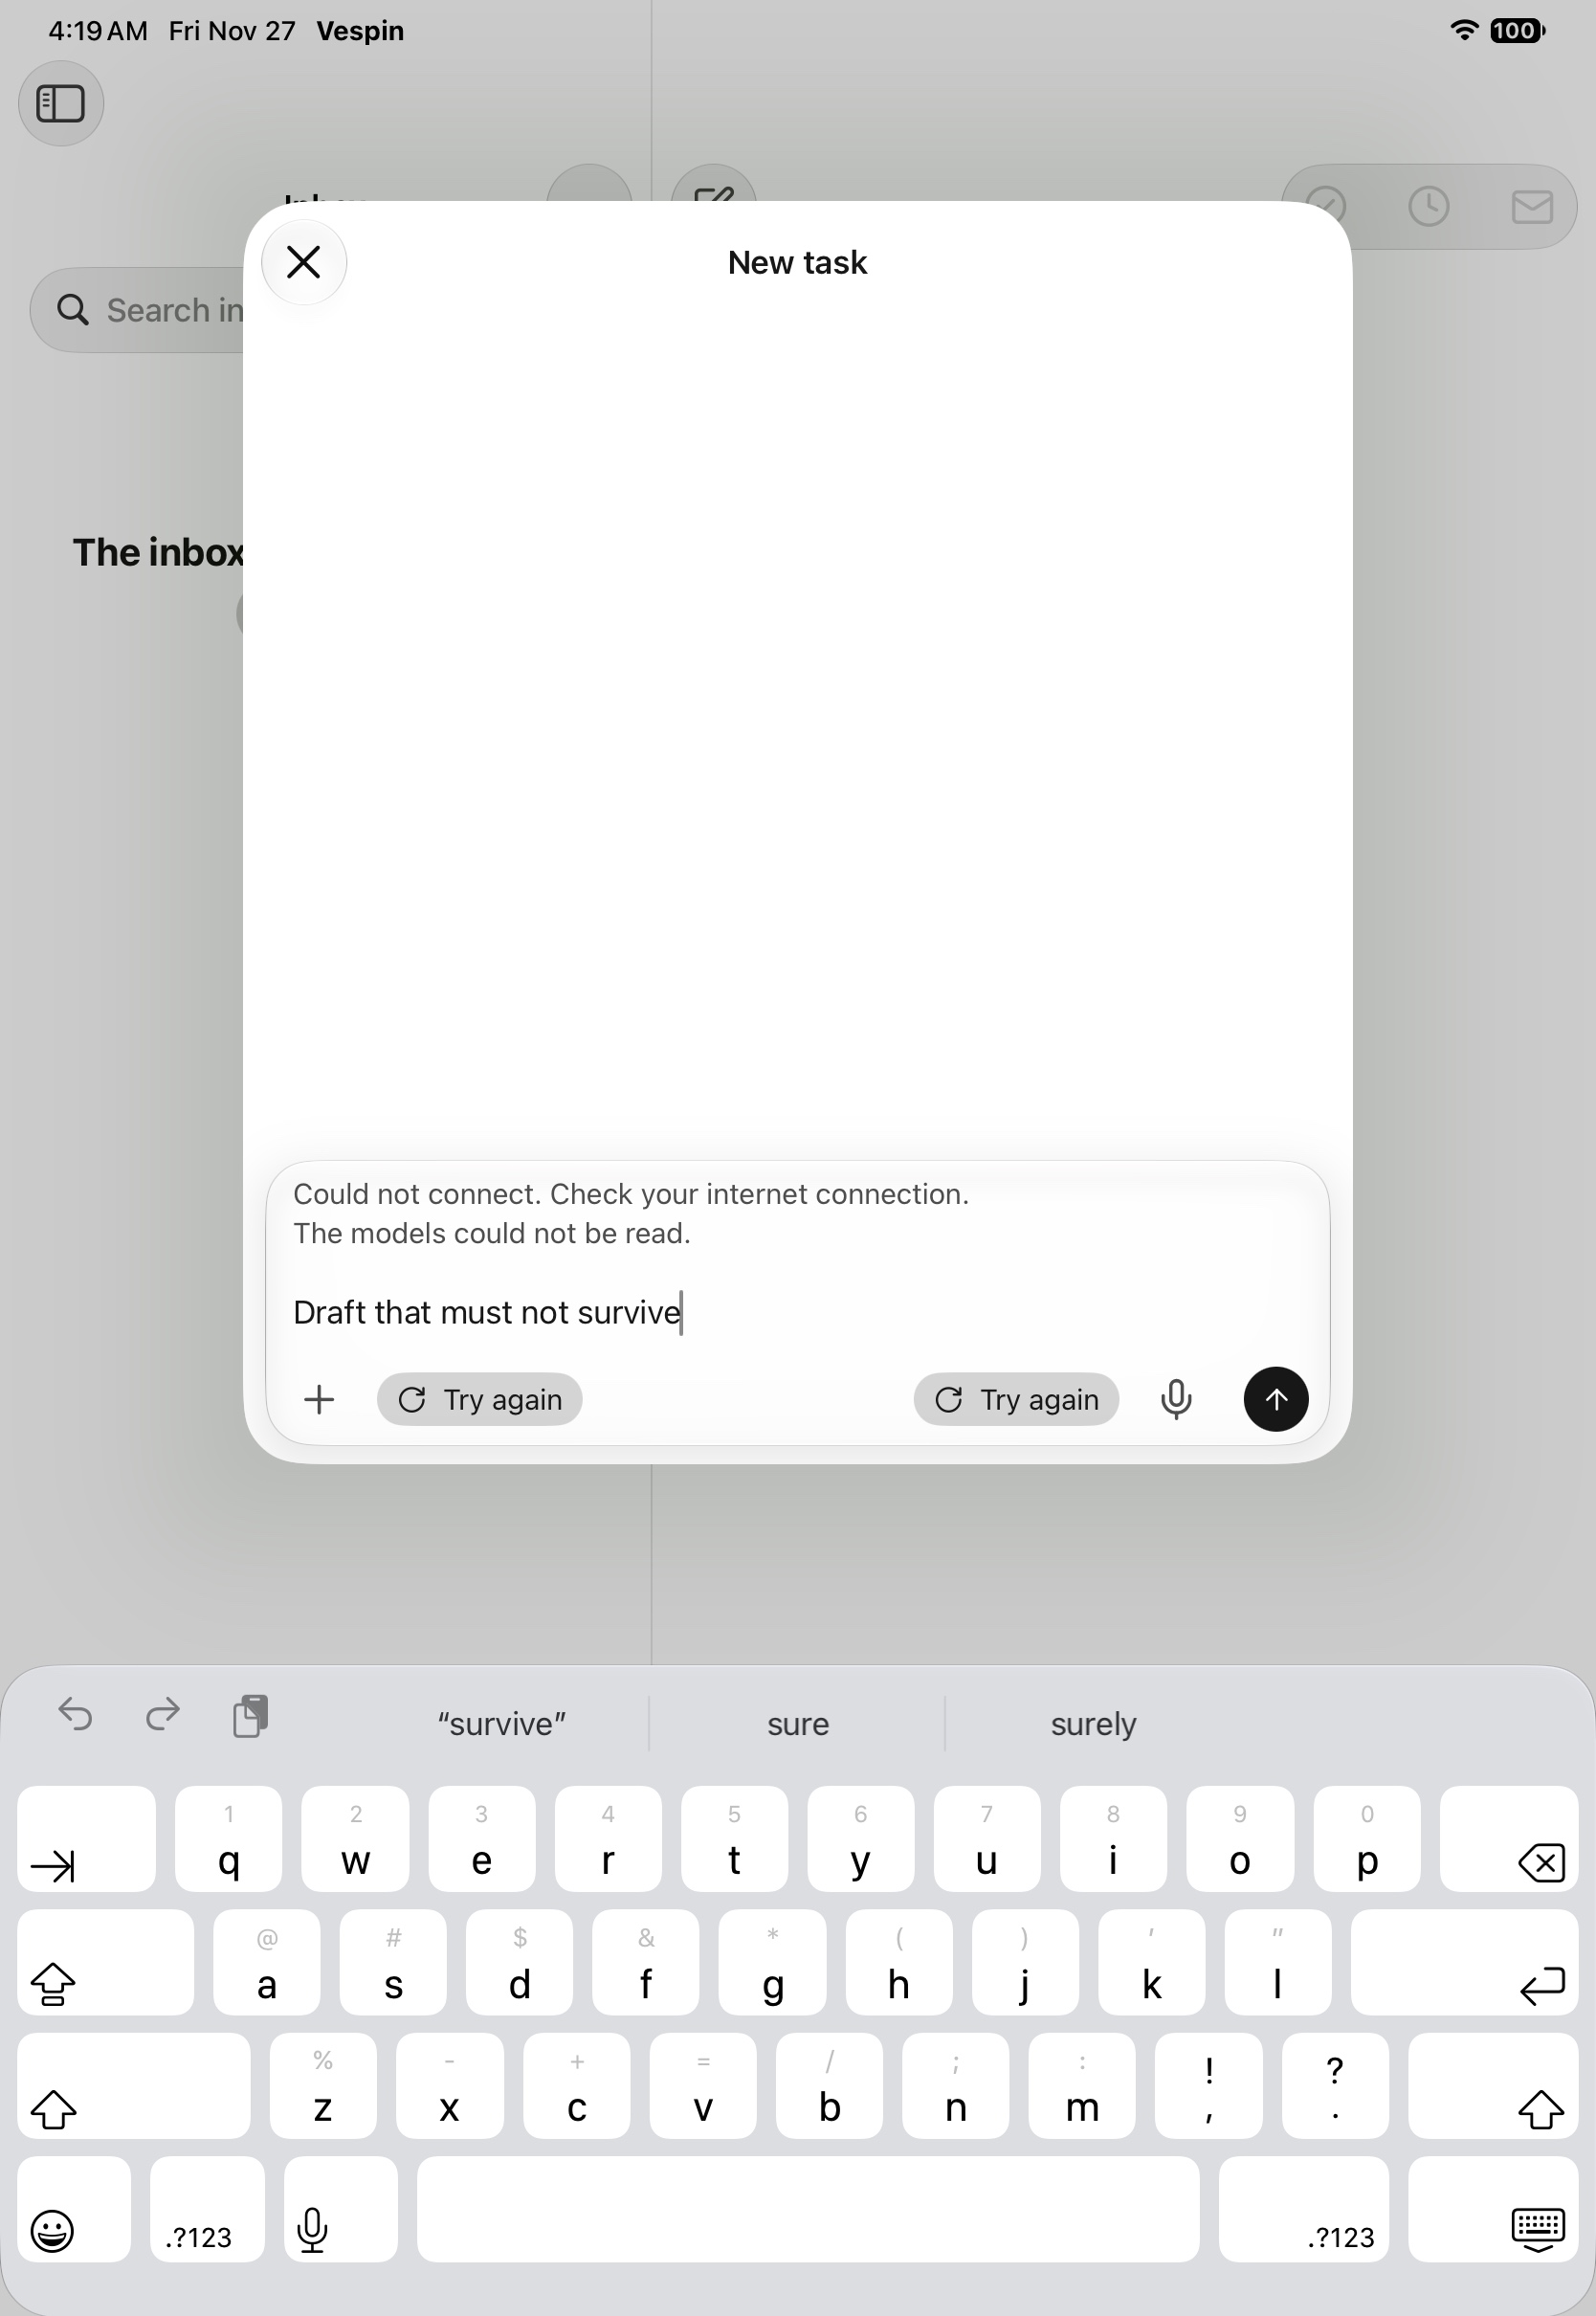 4:19 AM Fri Nov 27 Vespin
100
New task
Search in
The inbox
Could not connect. Check your internet connection.
The models could not be read.
Draft that must not survive
Try again
Try again
“survive” sure surely
1 2 3 4 5 6 7 8 9 0
q w e r t y u i o p
@ # $ & * ( ) ' "
a s d f g h j k l
% - + = / ; : ! ?
z x c v b n m , .
.?123 .?123